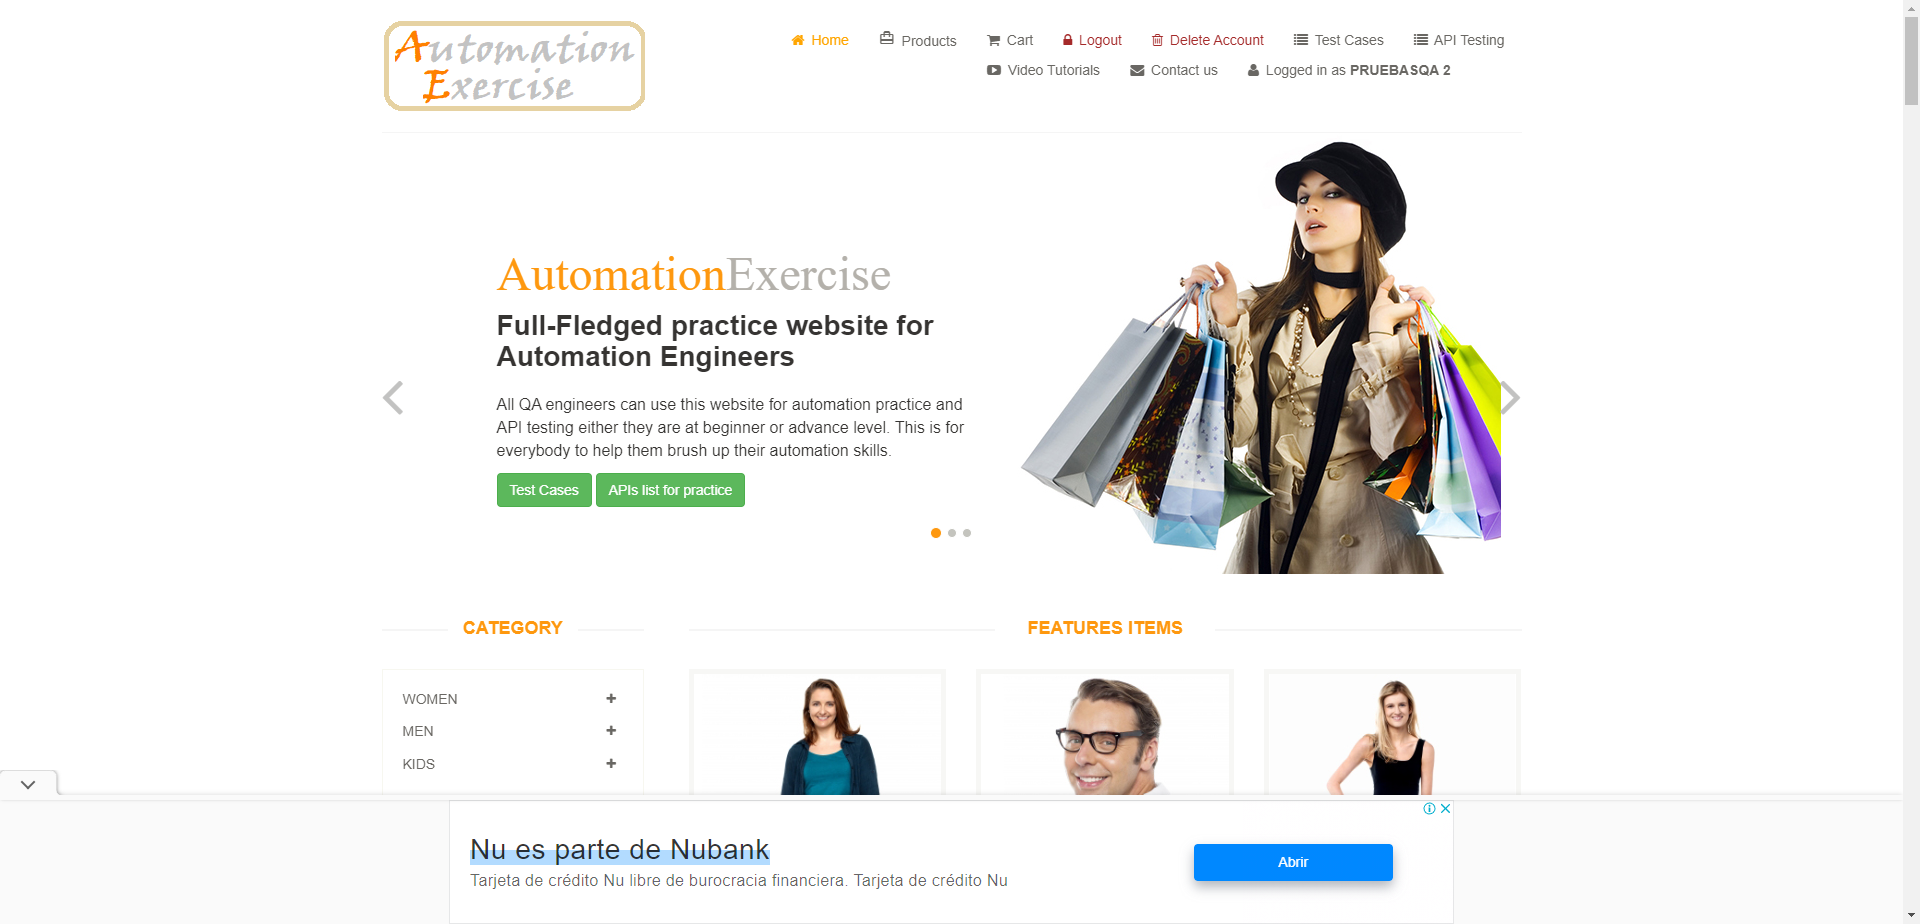 Automation
Exercise
Home Products Cart Logout Delete Account Test Cases API Testing
Video Tutorials Contact us Logged in as PRUEBASQA 2
AutomationExercise
Full-Fledged practice website for
Automation Engineers
All QA engineers can use this website for automation practice and
API testing either they are at beginner or advance level. This is for
everybody to help them brush up their automation skills.
Test Cases APIs list for practice
CATEGORY
WOMEN
MEN
KIDS
FEATURES ITEMS
Nu es parte de Nubank
Tarjeta de crédito Nu libre de burocracia financiera. Tarjeta de crédito Nu
Abrir